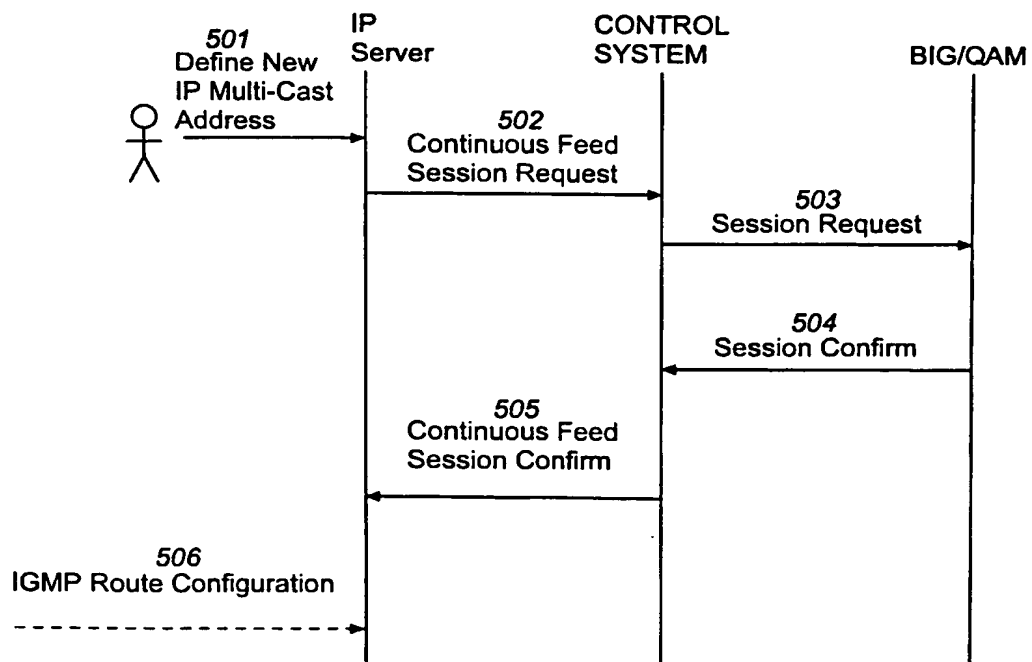 501
Define New
IP Multi-Cast
Address
IP
Server
CONTROL
SYSTEM
BIG/QAM
502
Continuous Feed
Session Request
503
Session Request
504
Session Confirm
505
Continuous Feed
Session Confirm
506
IGMP Route Configuration